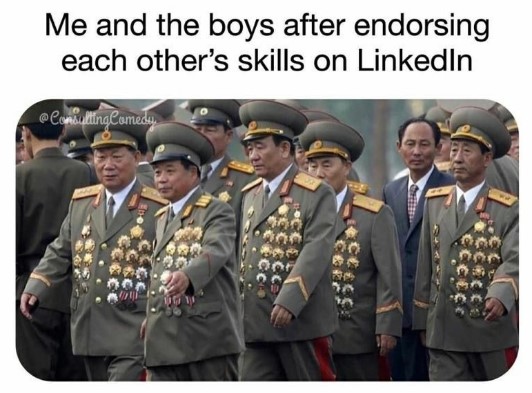 Me and the boys after endorsing
each other’s skills on LinkedIn
@ConsultingComedy